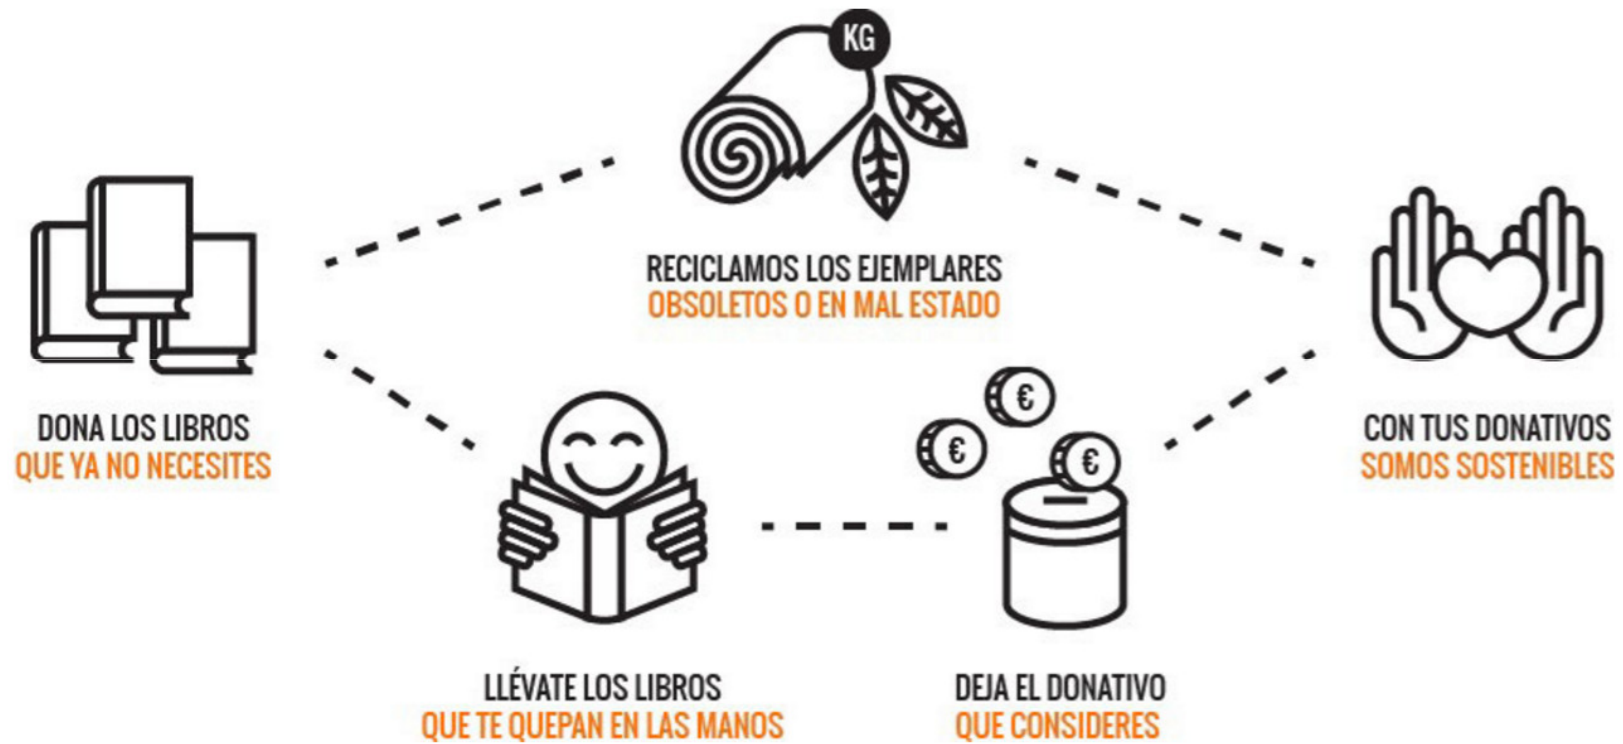 KG
RECICLAMOS LOS EJEMPLARES
OBSOLETOS O EN MAL ESTADO
DONA LOS LIBROS
QUE YA NO NECESITES
€
€
€
CON TUS DONATIVOS
SOMOS SOSTENIBLES
LLÉVATE LOS LIBROS
QUE TE QUEPAN EN LAS MANOS
DEJA EL DONATIVO
QUE CONSIDERES